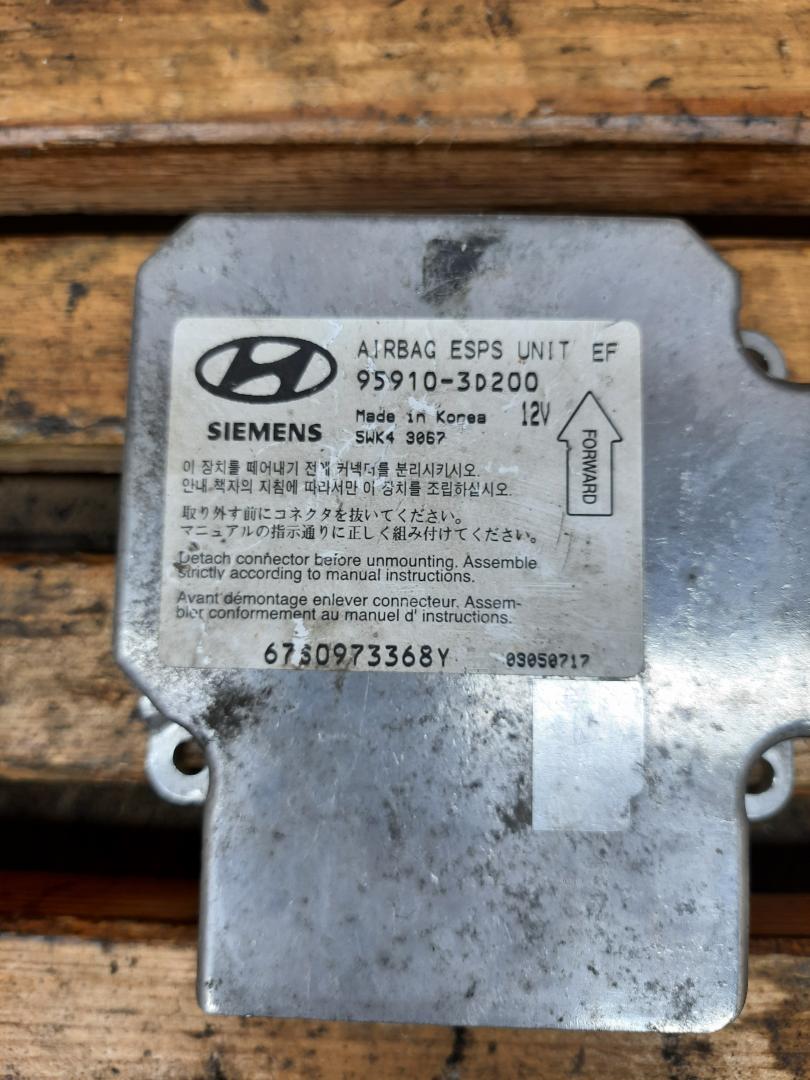 AIRBAG ESPS UNIT EF
95910-3D200
Made in Korea 12V
SIEMENS 5WK4 3067
FORWARD
이 장치를 떼어내기 전에 커넥터를 분리시키시오.
안내 책자의 지침에 따라서만 이 장치를 조립하십시오.
取り外す前にコネクタを抜いてください。
マニュアルの指示通りに正しく組み付けてください。
Detach connector before unmounting. Assemble
strictly according to manual instructions.
Avant démontage enlever connecteur. Assem-
bler conformement au manuel d' instructions.
67S0973368Y 03050717